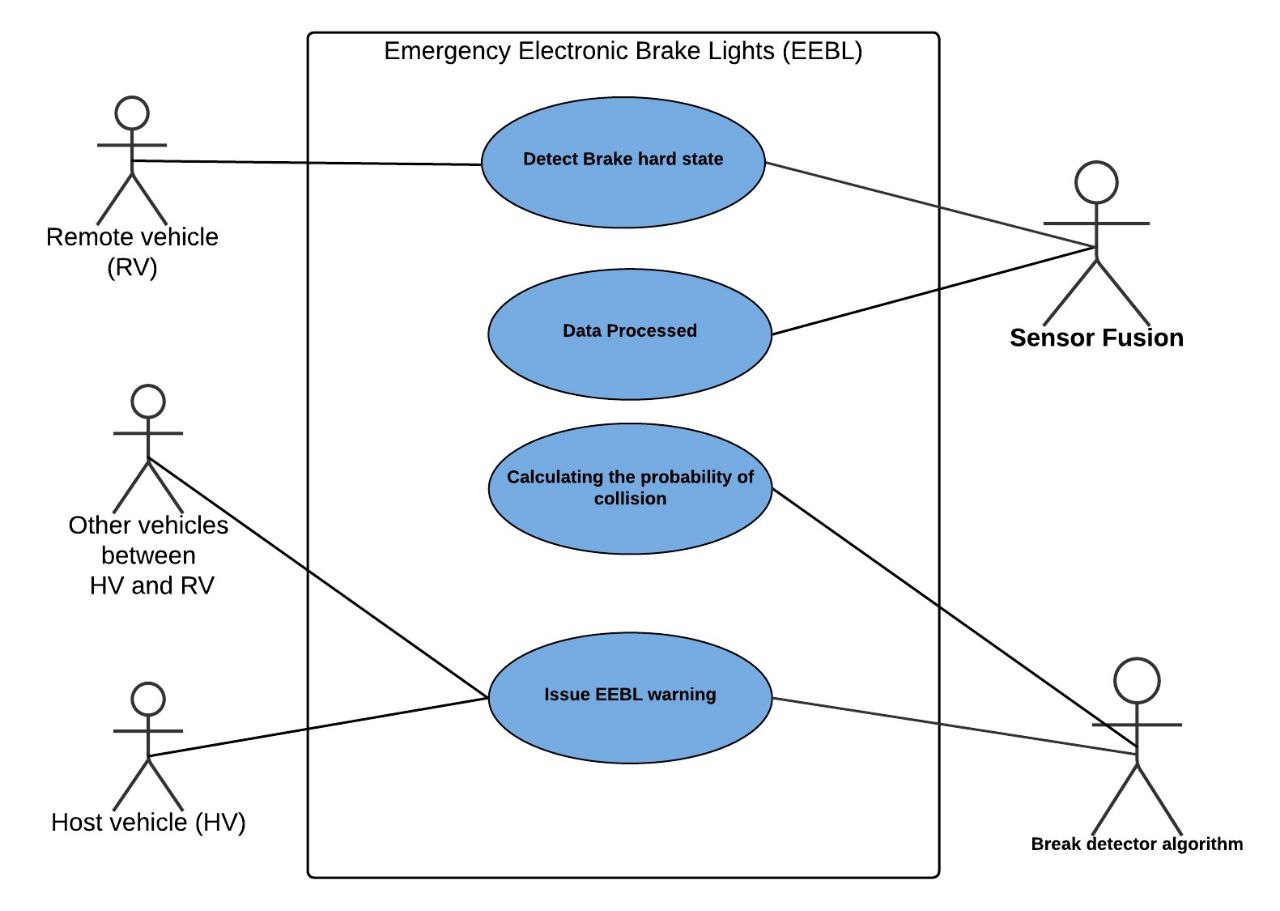 Emergency Electronic Brake Lights (EEBL)
Detect Brake hard state
Remote vehicle
(RV)
Data Processed
Sensor Fusion
Calculating the probability of
collision
Other vehicles
between
HV and RV
Issue EEBL warning
Host vehicle (HV)
Break detector algorithm